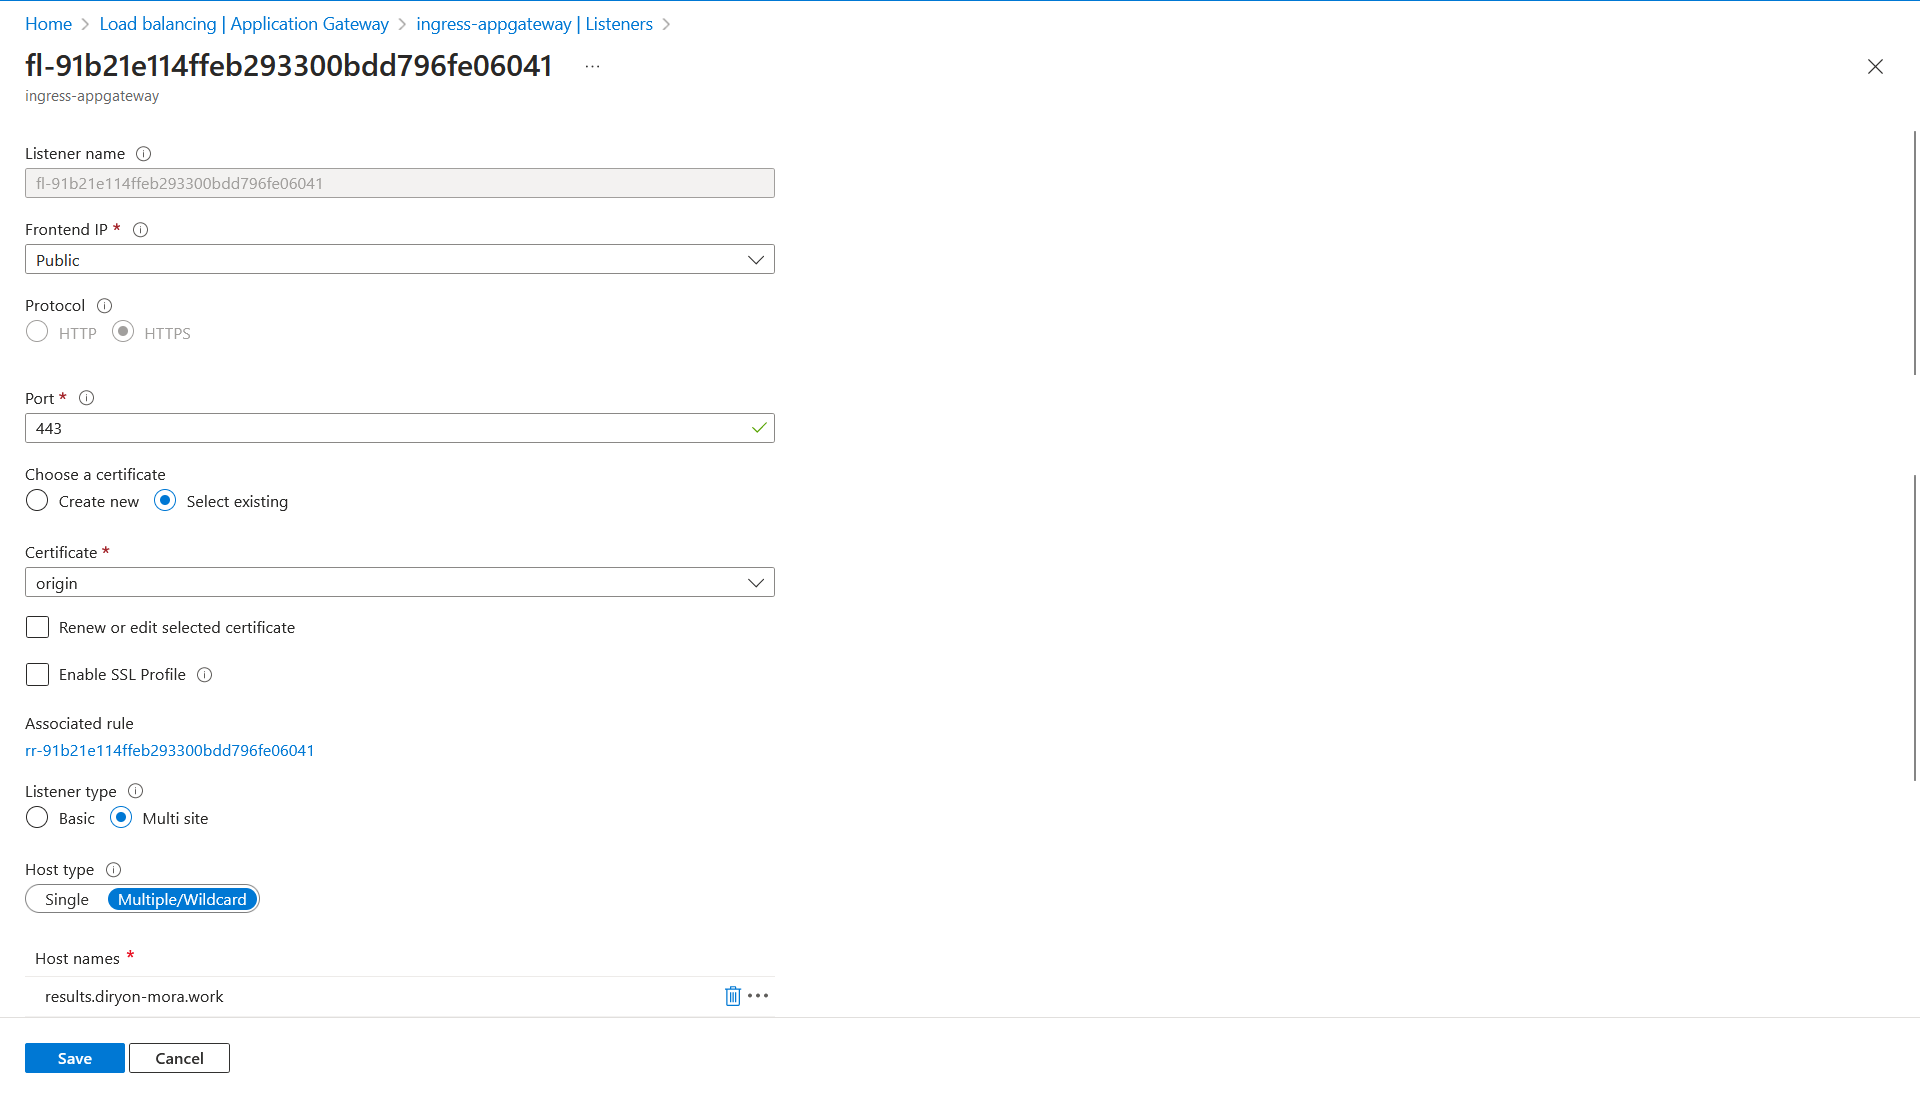 Home > Load balancing | Application Gateway > ingress-appgateway | Listeners >
fl-91b21e114ffeb293300bdd796fe06041 ...
ingress-appgateway
Listener name
fl-91b21e114ffeb293300bdd796fe06041
Frontend IP *
Public
Protocol
HTTP HTTPS
Port *
443
Choose a certificate
Create new Select existing
Certificate *
origin
Renew or edit selected certificate
Enable SSL Profile
Associated rule
rr-91b21e114ffeb293300bdd796fe06041
Listener type
Basic Multi site
Host type
Single Multiple/Wildcard
Host names *
results.diryon-mora.work
Save Cancel